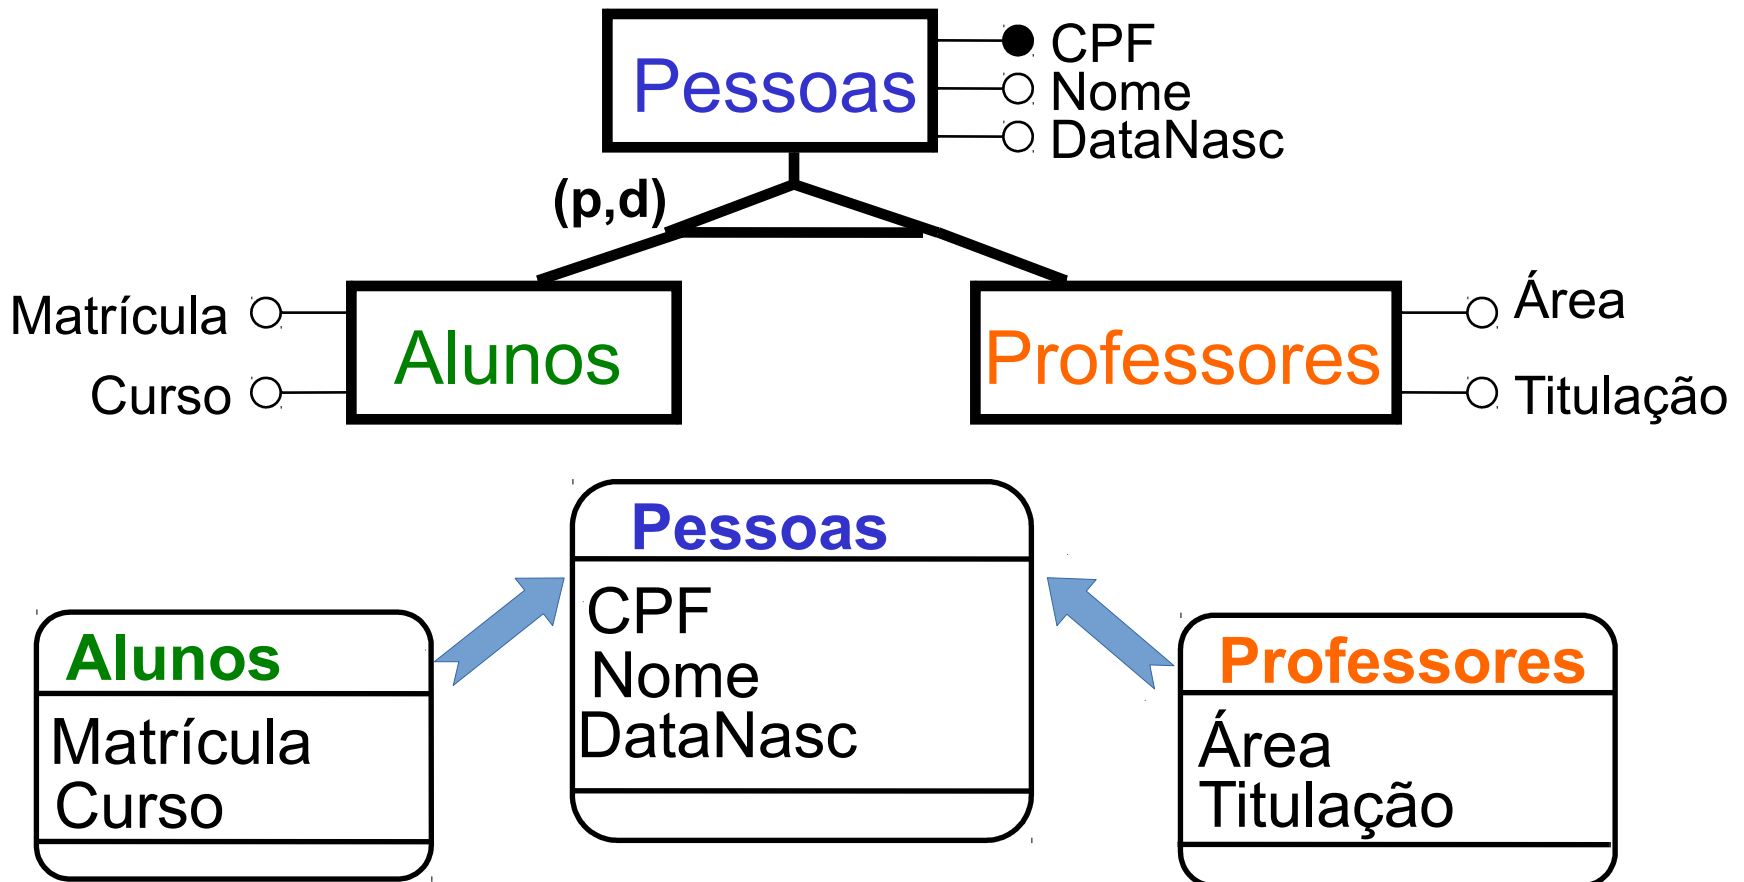 Pessoas
CPF
Nome
DataNasc
(p,d)
Matrícula
Curso
Alunos
Professores
Área
Titulação
Pessoas
CPF
Nome
DataNasc
Alunos
Matrícula
Curso
Professores
Área
Titulação